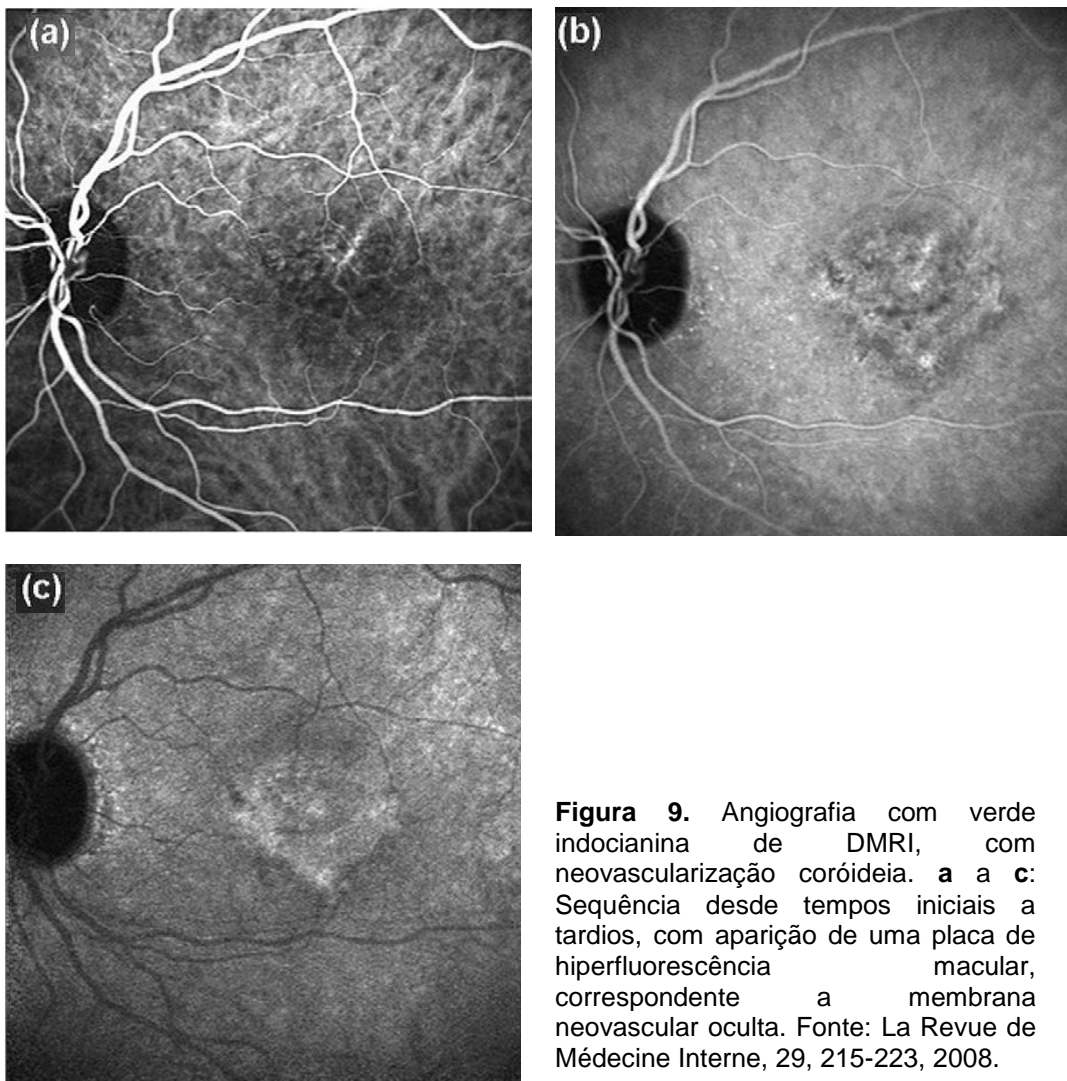 (a)
(b)
(c)
Figura 9. Angiografia com verde
indocianina de DMRI, com
neovascularização coróideia. a a c:
Sequência desde tempos iniciais a
tardios, com aparição de uma placa de
hiperfluorescência macular,
correspondente a membrana
neovascular oculta. Fonte: La Revue de
Médecine Interne, 29, 215-223, 2008.